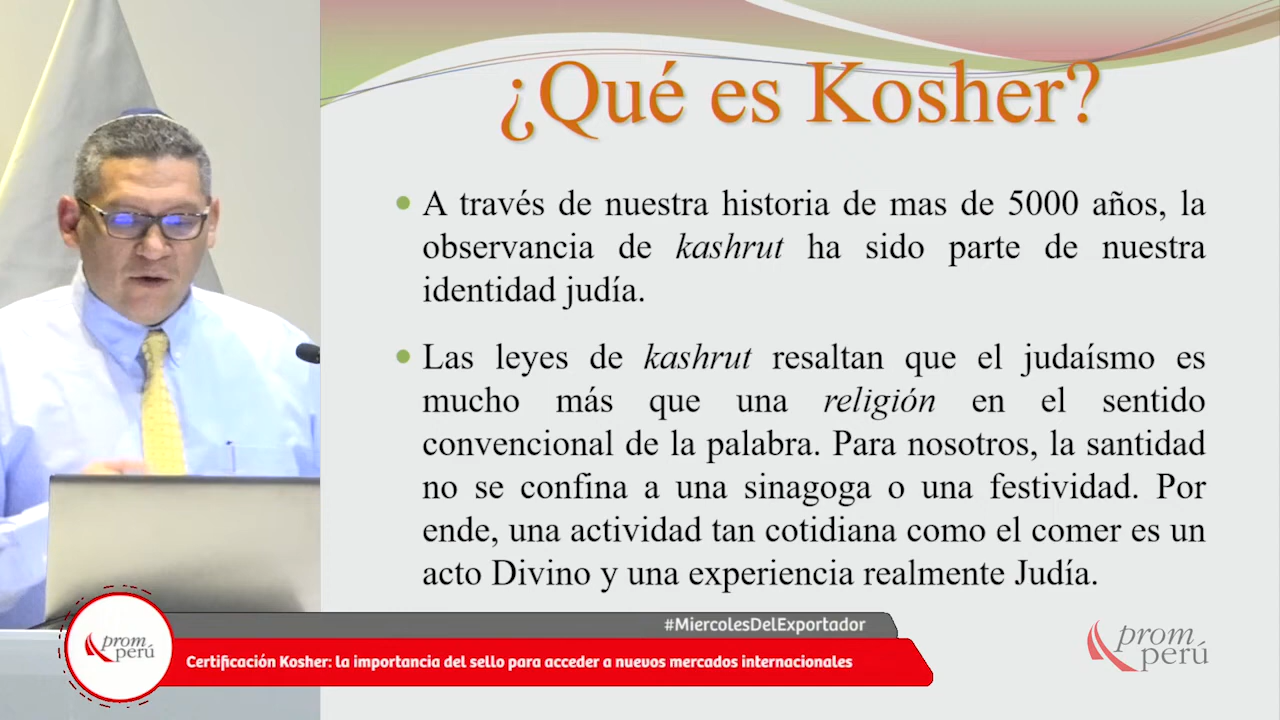 ¿Qué es Kosher?
• A través de nuestra historia de mas de 5000 años, la
observancia de kashrut ha sido parte de nuestra
identidad judía.
• Las leyes de kashrut resaltan que el judaísmo es
mucho más que una religión en el sentido
convencional de la palabra. Para nosotros, la santidad
no se confina a una sinagoga o una festividad. Por
ende, una actividad tan cotidiana como el comer es un
acto Divino y una experiencia realmente Judía.
#MiercolesDelExportador
prom
perú
Certificación Kosher: la importancia del sello para acceder a nuevos mercados internacionales
prom
perú